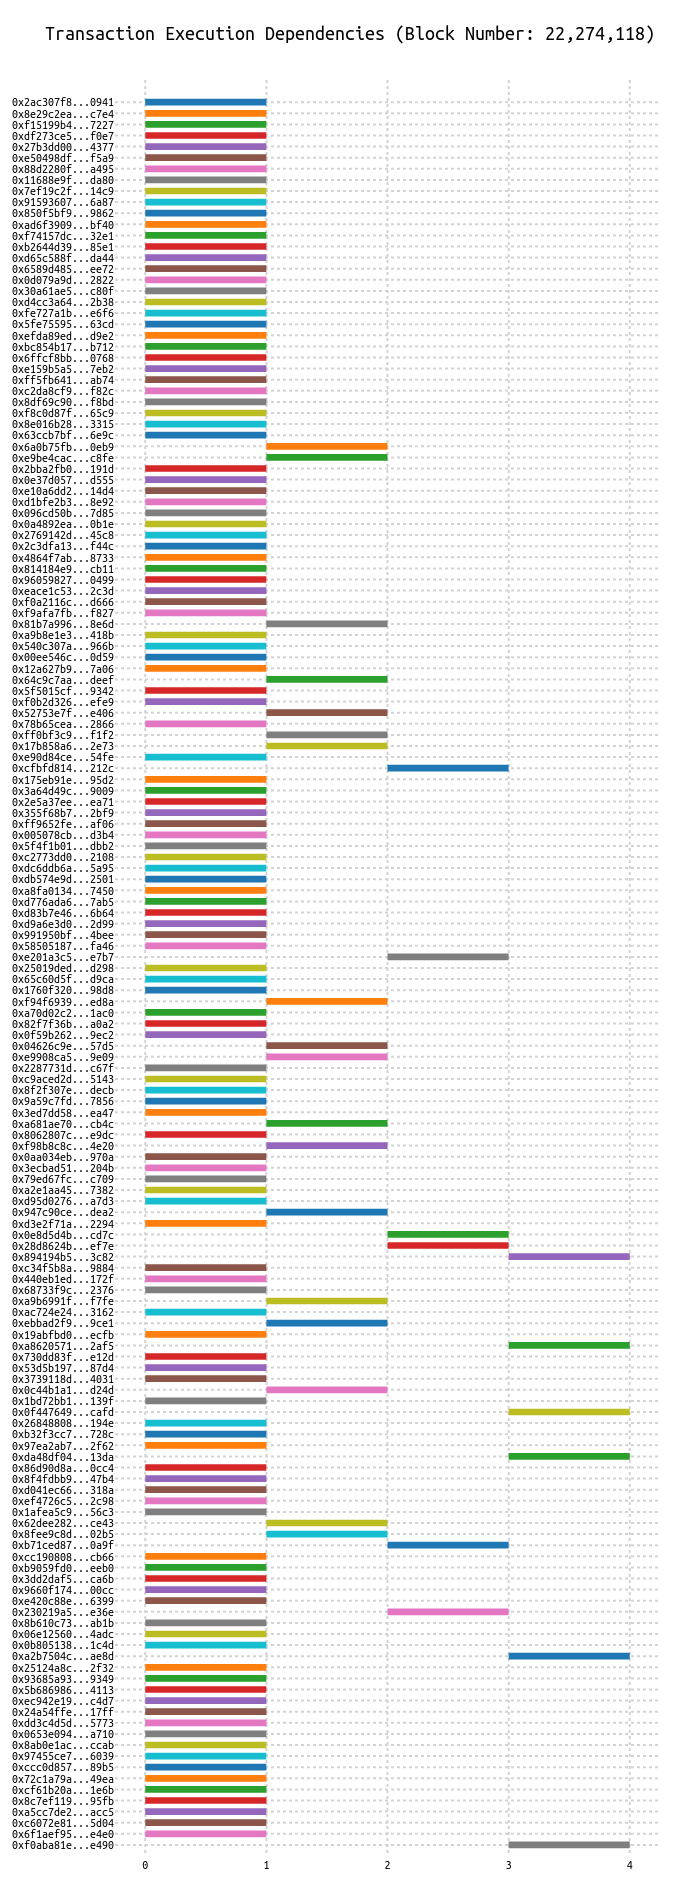 Transaction Execution Dependencies (Block Number: 22,274,118)
0x2ac307f8...0941
0x8e29c2ea...c7e4
0xf15199b4...7227
0xdf273ce5...f0e7
0x27b3dd00...4377
0xe50498df...f5a9
0x88d2280f...a495
0x11688e9f...da80
0x7ef19c2f...14c9
0x91593607...6a87
0x850f5bf9...9862
0xad6f3909...bf40
0xf74157dc...32e1
0xb2644d39...85e1
0xd65c588f...da44
0x6589d485...ee72
0x0d079a9d...2822
0x30a61ae5...c80f
0xd4cc3a64...2b38
0xfe727a1b...e6f6
0x5fe75595...63cd
0xefda89ed...d9e2
0xbc854b17...b712
0x6ffcf8bb...0768
0xe159b5a5...7eb2
0xff5fb641...ab74
0xc2da8cf9...f82c
0x8df69c90...f8bd
0xf8c0d87f...65c9
0x8e016b28...3315
0x63ccb7bf...6e9c
0x6a0b75fb...0eb9
0xe9be4cac...c8fe
0x2bba2fb0...191d
0x0e37d057...d555
0xe10a6dd2...14d4
0xd1bfe2b3...8e92
0x096cd50b...7d85
0x0a4892ea...0b1e
0x2769142d...45c8
0x2c3dfa13...f44c
0x4864f7ab...8733
0x814184e9...cb11
0x96059827...0499
0xeace1c53...2c3d
0xf0a2116c...d666
0xf9afa7fb...f827
0x81b7a996...8e6d
0xa9b8e1e3...418b
0x540c307a...966b
0x00ee546c...0d59
0x12a627b9...7a06
0x64c9c7aa...deef
0x5f5015cf...9342
0xf0b2d326...efe9
0x52753e7f...e406
0x78b65cea...2866
0xff0bf3c9...f1f2
0x17b858a6...2e73
0xe90d84ce...54fe
0xcfbfd814...212c
0x175eb91e...95d2
0x3a64d49c...9009
0x2e5a37ee...ea71
0x355f68b7...2bf9
0xff9652fe...af06
0x005078cb...d3b4
0x5f4f1b01...dbb2
0xc2773dd0...2108
0xdc6ddb6a...5a95
0xdb574e9d...2501
0xa8fa0134...7450
0xd776ada6...7ab5
0xd83b7e46...6b64
0xd9a6e3d0...2d99
0x991950bf...4bee
0x58505187...fa46
0xe201a3c5...e7b7
0x25019ded...d298
0x65c60d5f...d9ca
0x1760f320...98d8
0xf94f6939...ed8a
0xa70d02c2...1ac0
0x82f7f36b...a0a2
0x0f59b262...9ec2
0x04626c9e...57d5
0xe9908ca5...9e09
0x2287731d...c67f
0xc9aced2d...5143
0x8f2f307e...decb
0x9a59c7fd...7856
0x3ed7dd58...ea47
0xa681ae70...cb4c
0x8062807c...e9dc
0xf98b8c8c...4e20
0x0aa034eb...970a
0x3ecbad51...204b
0x79ed67fc...c709
0xa2e1aa45...7382
0xd95d0276...a7d3
0x947c90ce...dea2
0xd3e2f71a...2294
0x0e8d5d4b...cd7c
0x28d8624b...ef7e
0x894194b5...3c82
0xc34f5b8a...9884
0x440eb1ed...172f
0x68733f9c...2376
0xa9b6991f...f7fe
0xac724e24...3162
0xebbad2f9...9ce1
0x19abfbd0...ecfb
0xa8620571...2af5
0x730dd83f...e12d
0x53d5b197...87d4
0x3739118d...4031
0x0c44b1a1...d24d
0x1bd72bb1...139f
0x0f447649...cafd
0x26848808...194e
0xb32f3cc7...728c
0x97ea2ab7...2f62
0xda48df04...13da
0x86d90d8a...0cc4
0x8f4fdbb9...47b4
0xd041ec66...318a
0xef4726c5...2c98
0x1afea5c9...56c3
0x62dee282...ce43
0x8fee9c8d...02b5
0xb71ced87...0a9f
0xcc190808...cb66
0xb9059fd0...eeb0
0x3dd2daf5...ca6b
0x9660f174...00cc
0xe420c88e...6399
0x230219a5...e36e
0x8b610c73...ab1b
0x06e12560...4adc
0x0b805138...1c4d
0xa2b7504c...ae8d
0x25124a8c...2f32
0x93685a93...9349
0x5b686986...4113
0xec942e19...c4d7
0x24a54ffe...17ff
0xdd3c4d5d...5773
0x0653e094...a710
0x8ab0e1ac...ccab
0x97455ce7...6039
0xccc0d857...89b5
0x72c1a79a...49ea
0xcf61b20a...1e6b
0x8c7ef119...95fb
0xa5cc7de2...acc5
0xc6072e81...5d04
0x6f1aef95...e4e0
0xf0aba81e...e490
0 1 2 3 4